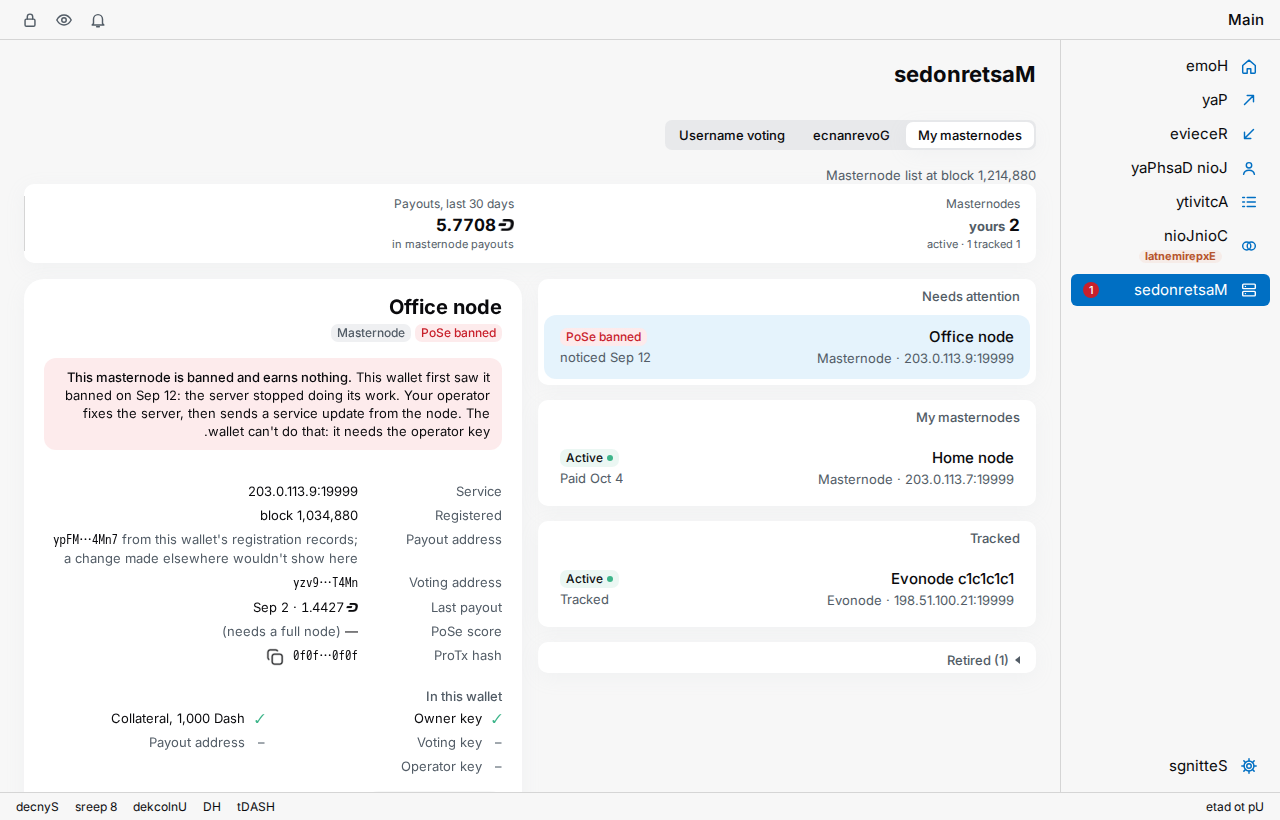 Main
emoH
yaP
evieceR
yaPhsaD nioJ
ytivitcA
nioJnioC
latnemirepxE
sedonretsaM
1
sgnitteS
sedonretsaM
My masternodes
ecnanrevoG
Username voting
Masternode list at block 1,214,880
Masternodes
yours 2
active · 1 tracked 1
Payouts, last 30 days
5.7708
in masternode payouts
Needs attention
Office node
PoSe banned
Masternode · 203.0.113.9:19999
noticed Sep 12
My masternodes
Home node
Active
Masternode · 203.0.113.7:19999
Paid Oct 4
Tracked
Evonode c1c1c1c1
Active
Evonode · 198.51.100.21:19999
Tracked
Retired (1)
Office node
Masternode PoSe banned
This masternode is banned and earns nothing. This wallet first saw it
banned on Sep 12: the server stopped doing its work. Your operator
fixes the server, then sends a service update from the node. The
.wallet can't do that: it needs the operator key
Service
203.0.113.9:19999
Registered
block 1,034,880
Payout address
ypFM···4Mn7 from this wallet's registration records;
a change made elsewhere wouldn't show here
Voting address
yzv9···T4Mn
Last payout
Sep 2 · 1.4427
PoSe score
(needs a full node) —
ProTx hash
0f0f···0f0f
In this wallet
Owner key ✓
Collateral, 1,000 Dash ✓
Voting key –
Payout address –
Operator key –
decnyS
sreep 8
dekcolnU
DH
tDASH
etad ot pU